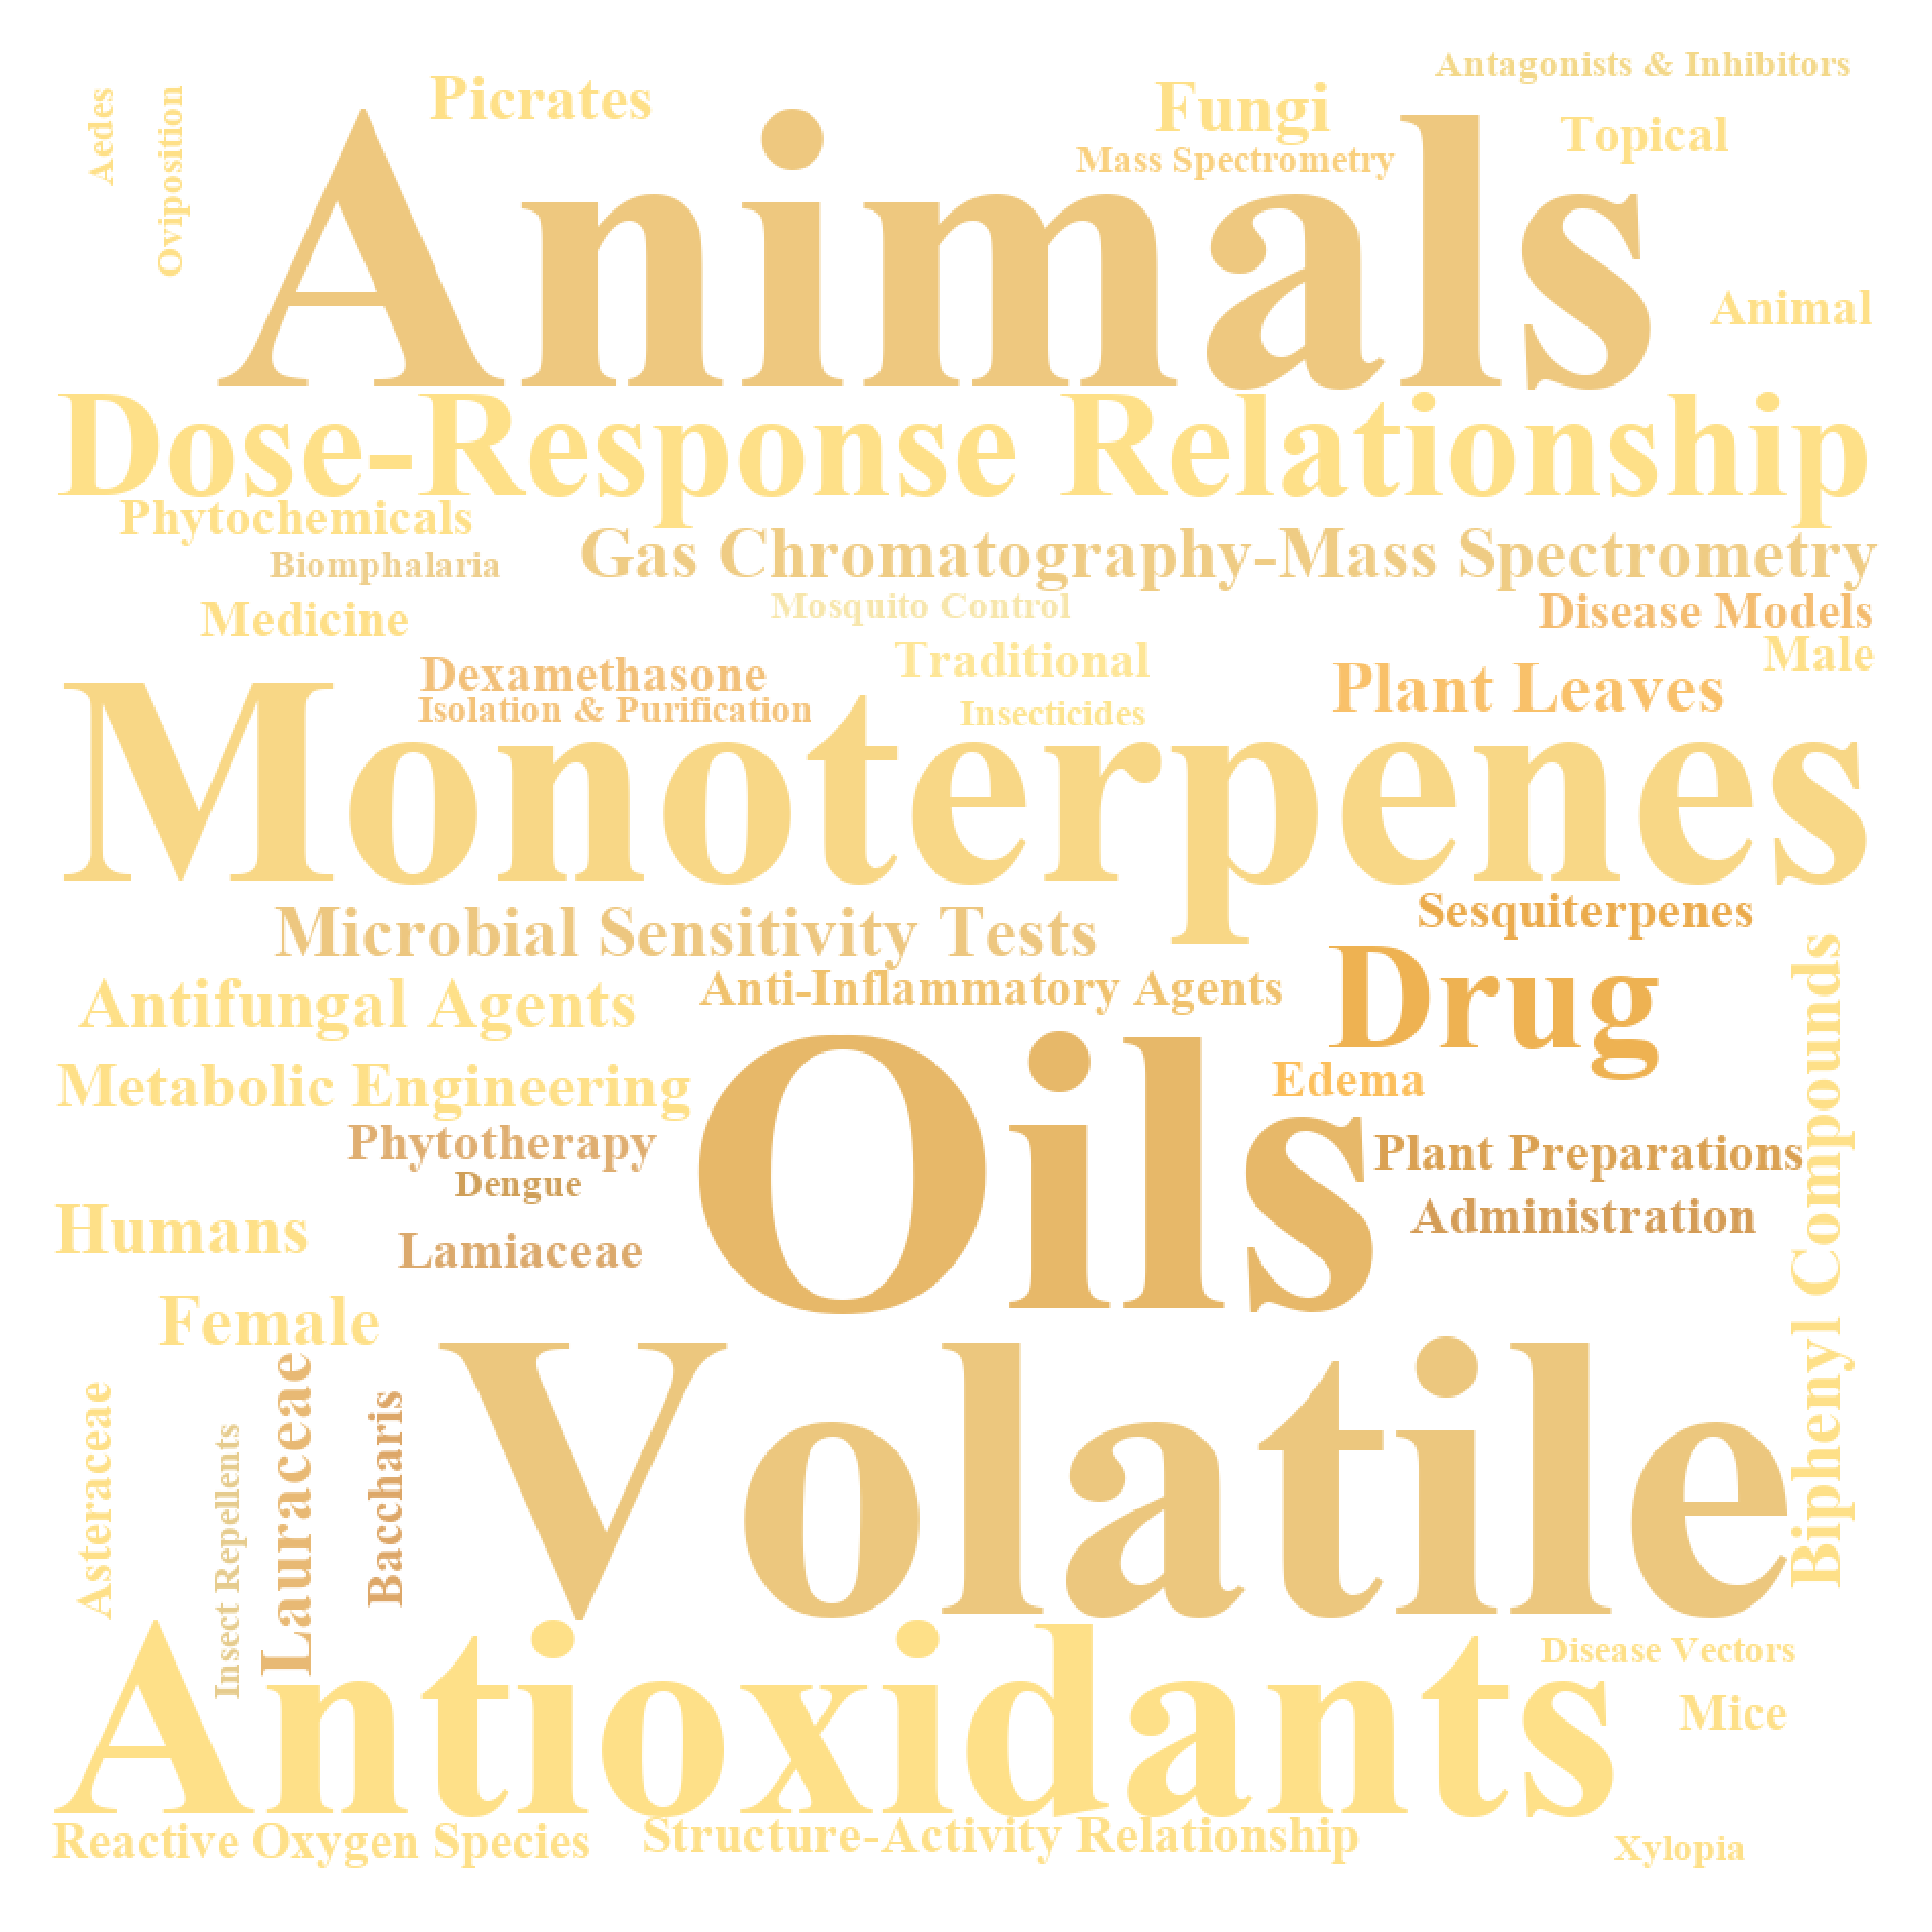 Antagonists & Inhibitors
Picrates
Fungi
Aedes
Oviposition
Topical
Mass Spectrometry
Animals
Animal
Dose-Response Relationship
Phytochemicals
Gas Chromatography-Mass Spectrometry
Biomphalaria
Mosquito Control
Disease Models
Medicine
Traditional
Male
Dexamethasone
Plant Leaves
Isolation & Purification
Insecticides
Monoterpenes
Sesquiterpenes
Microbial Sensitivity Tests
Anti-Inflammatory Agents
Drug
Antifungal Agents
Biphenyl Compounds
Metabolic Engineering
Edema
Phytotherapy
Oils
Plant Preparations
Dengue
Administration
Humans
Lamiaceae
Female
Volatile
Asteraceae
Insect Repellents
Lauraceae
Baccharis
Antioxidants
Disease Vectors
Mice
Reactive Oxygen Species
Structure-Activity Relationship
Xylopia